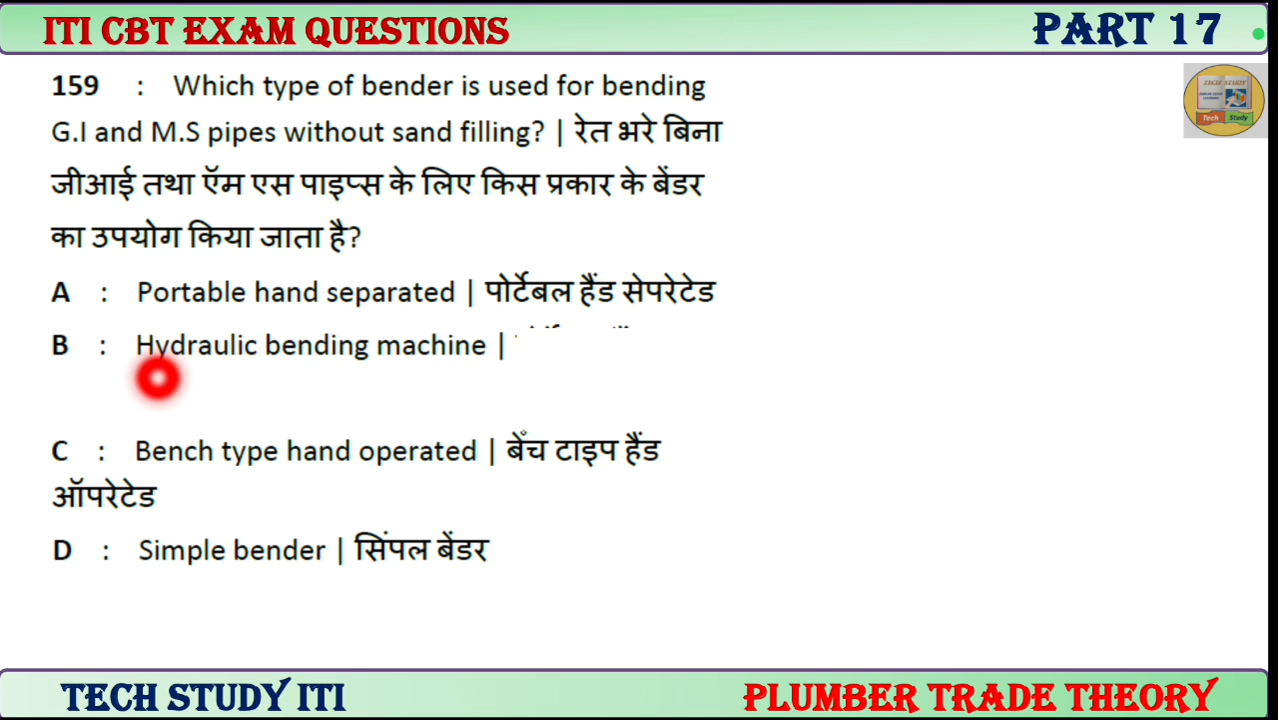 ITI CBT EXAM QUESTIONS
PART 17
159 : Which type of bender is used for bending
G.I and M.S pipes without sand filling? | रेत भरे बिना
जीआई तथा ऍम एस पाइप्स के लिए किस प्रकार के बेंडर
का उपयोग किया जाता है?
A : Portable hand separated | पोर्टेबल हैंड सेपरेटेड
B : Hydraulic bending machine |
C : Bench type hand operated | बेँच टाइप हैंड
ऑपरेटेड
D : Simple bender | सिंपल बेंडर
Tech Study
TECH STUDY ITI
PLUMBER TRADE THEORY